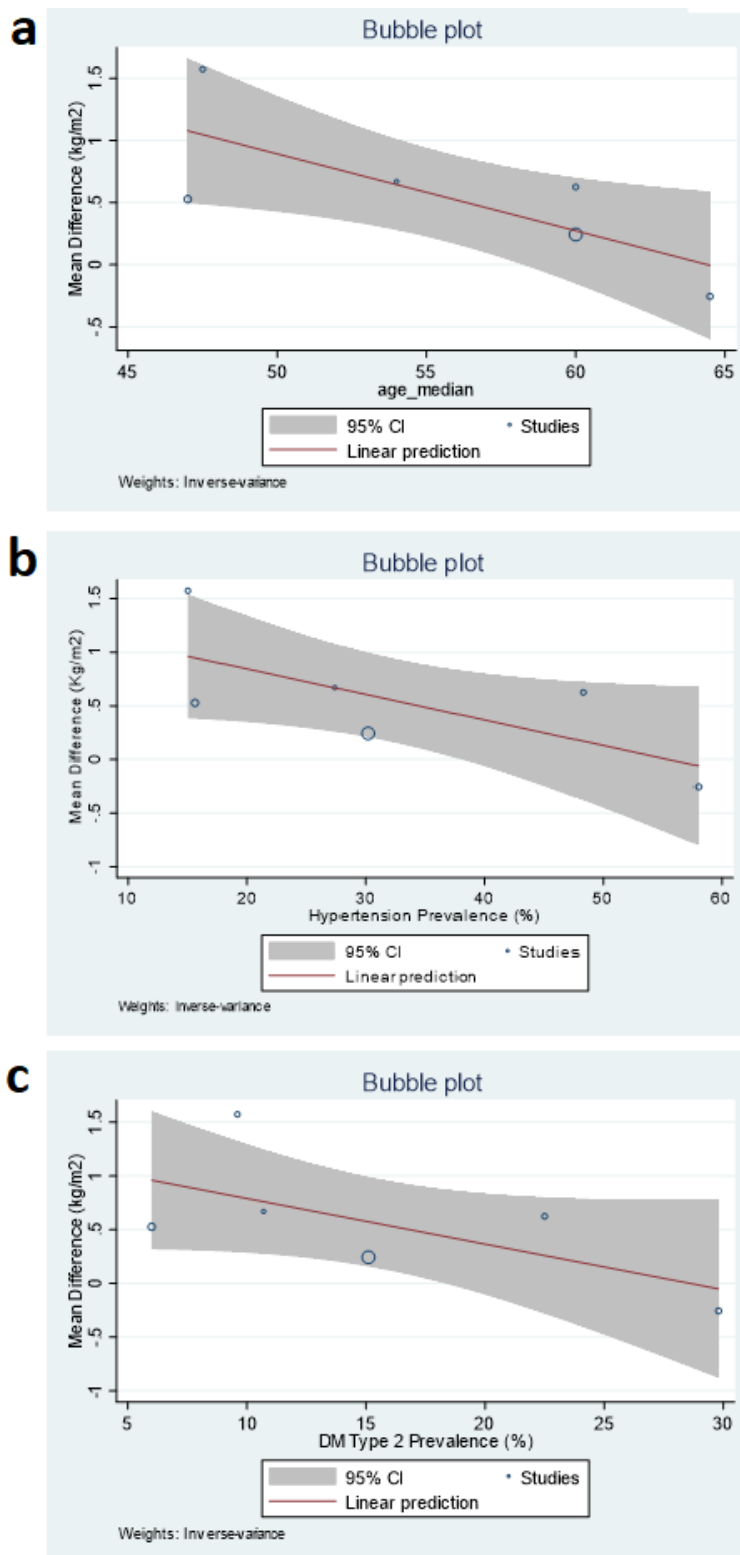 a
Bubble plot
Mean Difference (kg/m2)
1.5
1
.5
0
-.5
45 50 55 60 65
age_median
95% CI Studies
Linear prediction
Weights: Inverse-variance
b
Bubble plot
Mean Difference (Kg/m2)
1.5
1
.5
0
-.5
-1
10 20 30 40 50 60
Hypertension Prevalence (%)
95% CI Studies
Linear prediction
Weights: Inverse-variance
c
Bubble plot
Mean Difference (kg/m2)
1.5
1
.5
0
-.5
-1
5 10 15 20 25 30
DM Type 2 Prevalence (%)
95% CI Studies
Linear prediction
Weights: Inverse-variance